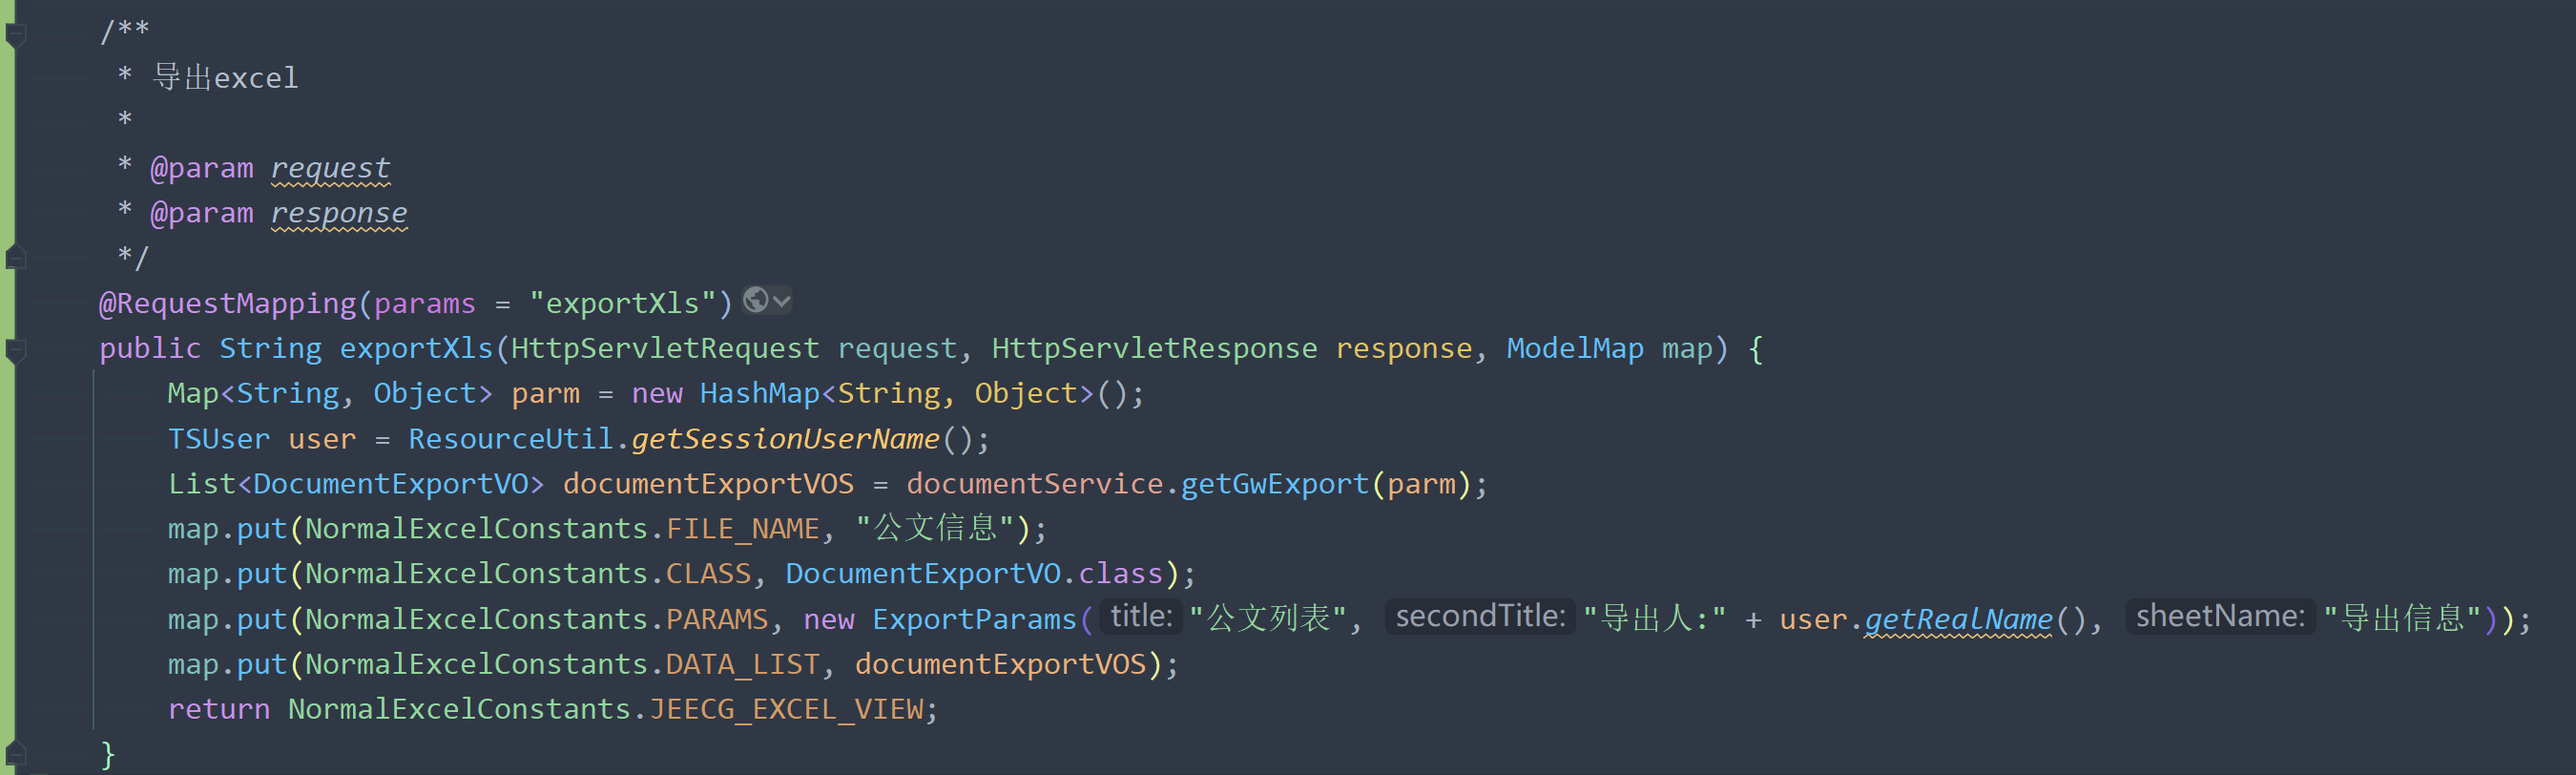 /**
 * 导出excel
 *
 * @param request
 * @param response
 */
@RequestMapping(params = "exportXls")
public String exportXls(HttpServletRequest request, HttpServletResponse response, ModelMap map) {
    Map<String, Object> parm = new HashMap<String, Object>();
    TSUser user = ResourceUtil.getSessionUserName();
    List<DocumentExportVO> documentExportVOS = documentService.getGwExport(parm);
    map.put(NormalExcelConstants.FILE_NAME, "公文信息");
    map.put(NormalExcelConstants.CLASS, DocumentExportVO.class);
    map.put(NormalExcelConstants.PARAMS, new ExportParams( title: "公文列表", secondTitle: "导出人:" + user.getRealName(), sheetName: "导出信息"));
    map.put(NormalExcelConstants.DATA_LIST, documentExportVOS);
    return NormalExcelConstants.JEECG_EXCEL_VIEW;
}